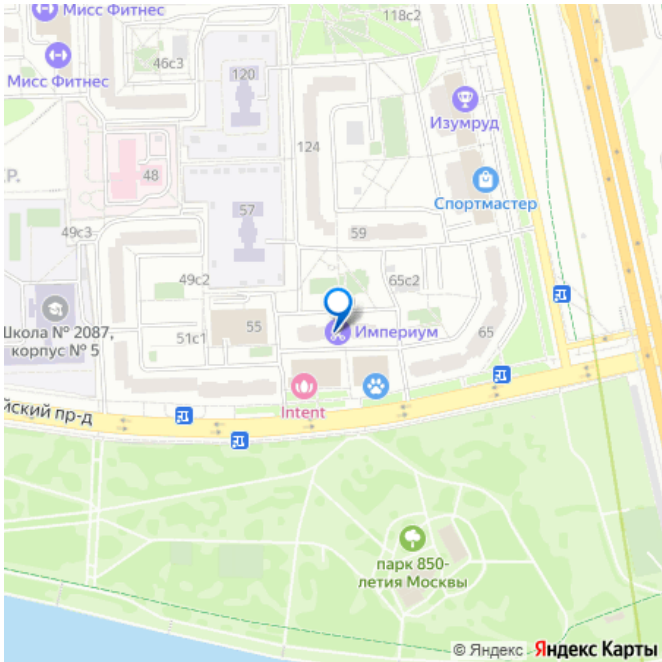 Мисс Фитнес
118с2
Мисс Фитнес
46с3
120
Изумруд
124
48
Р.
Спортмастер
57
59
49с3
49с2
65с2
Школа № 2087,
корпус № 5
51с1
55
Империум
65
Intent
йский пр-д
парк 850-
летия Москвы
© Яндекс Яндекс Карты